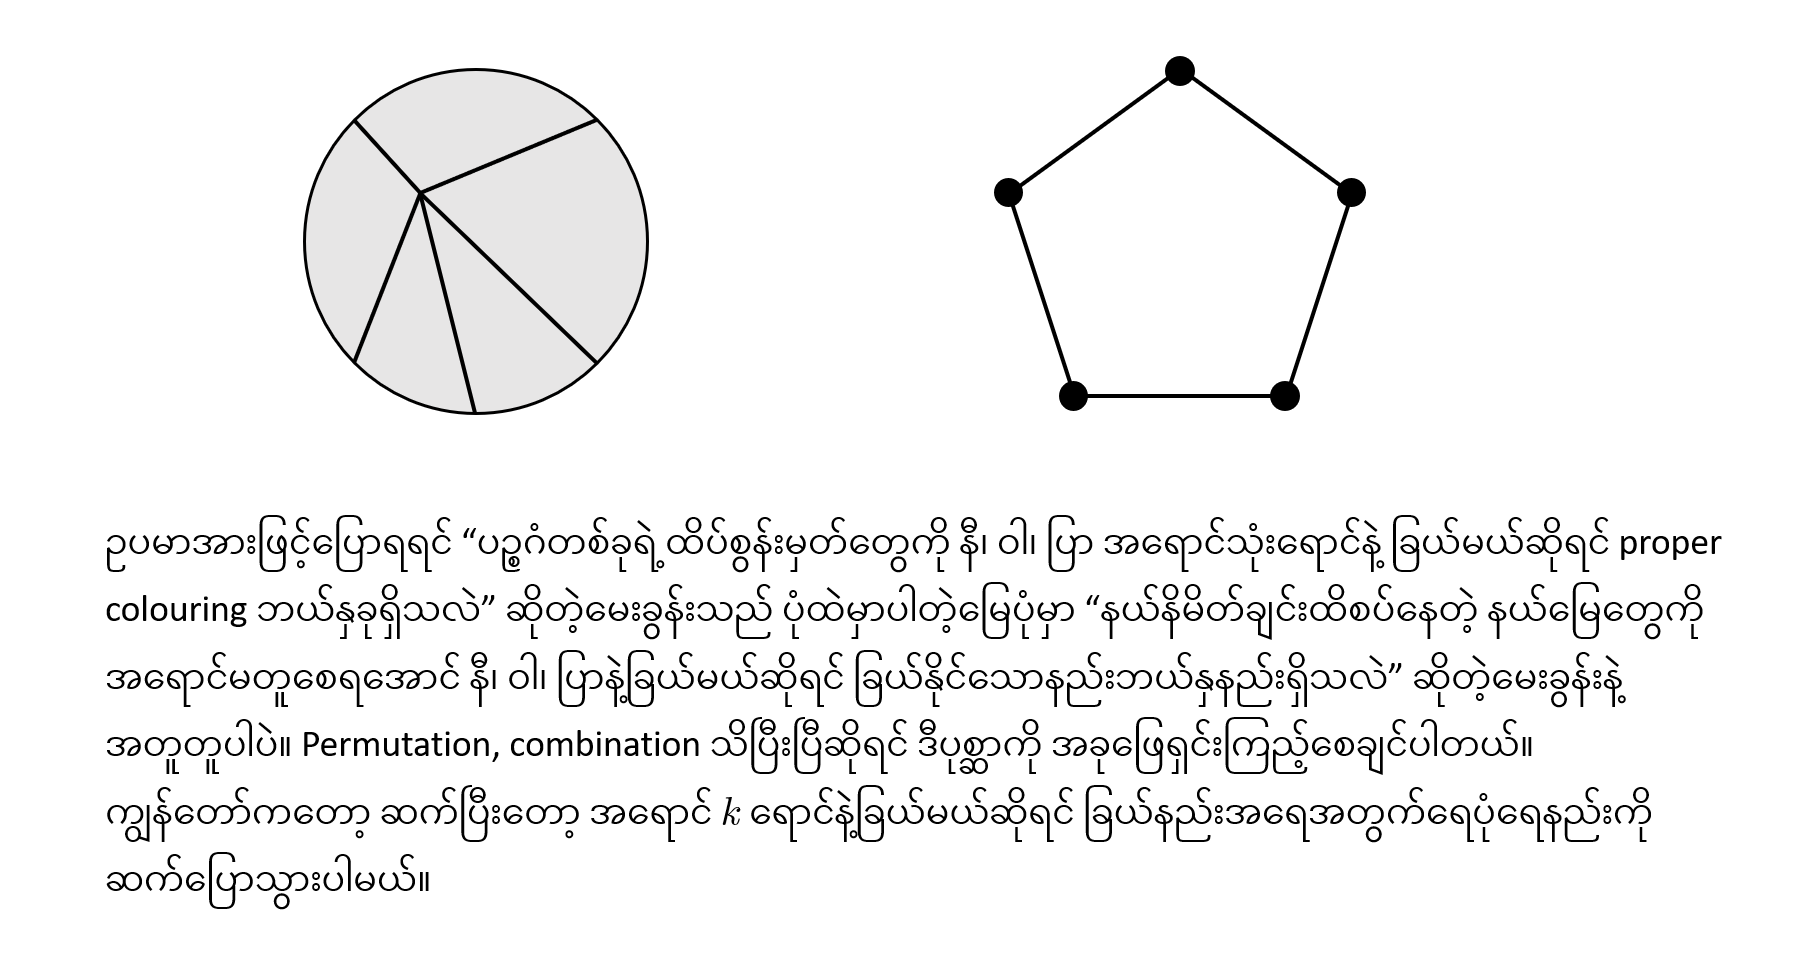 ဥပမာအားဖြင့်ပြောရရင် “ပဥ္စဂံတစ်ခုရဲ့ ထိပ်စွန်းမှတ်တွေကို နီ၊ ဝါ၊ ပြာ အရောင်သုံးရောင်နဲ့ ခြယ်မယ်ဆိုရင် proper
colouring ဘယ်နှခုရှိသလဲ” ဆိုတဲ့မေးခွန်းသည် ပုံထဲမှာပါတဲ့မြေပုံမှာ “နယ်နိမိတ်ချင်းထိစပ်နေတဲ့ နယ်မြေတွေကို
အရောင်မတူစေရအောင် နီ၊ ဝါ၊ ပြာနဲ့ခြယ်မယ်ဆိုရင် ခြယ်နိုင်သောနည်းဘယ်နှနည်းရှိသလဲ” ဆိုတဲ့မေးခွန်းနဲ့
အတူတူပါပဲ။ Permutation, combination သိပြီးပြီဆိုရင် ဒီပုစ္ဆာကို အခုဖြေရှင်းကြည့်စေချင်ပါတယ်။
ကျွန်တော်ကတော့ ဆက်ပြီးတော့ အရောင် k ရောင်နဲ့ခြယ်မယ်ဆိုရင် ခြယ်နည်းအရေအတွက်ရေပုံရေနည်းကို
ဆက်ပြောသွားပါမယ်။